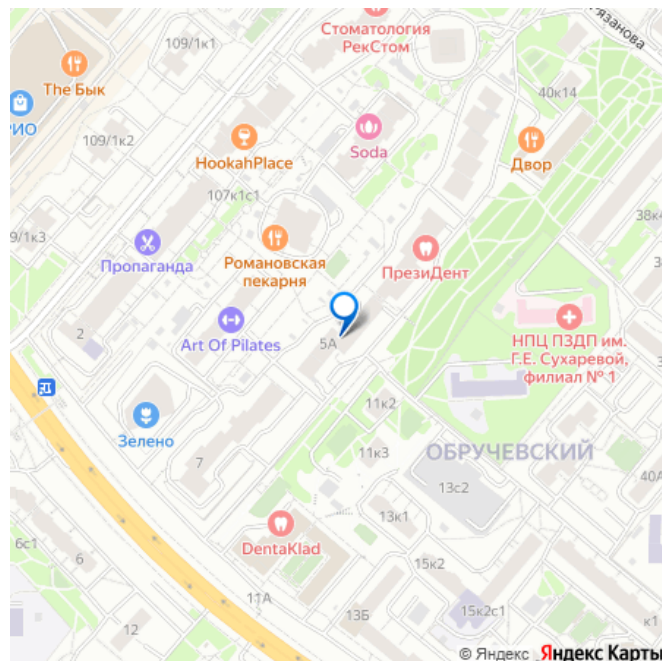 Стоматология
РекСтом
109/1к1
The Бык
40к14
РИО
109/1к2
HookahPlace
Soda
Двор
107к1с1
38к4
9/1к3
Пропаганда
Романовская
пекарня
ПрезиДент
2
Art Of Pilates
5А
НПЦ ПЗДП им.
Г.Е. Сухаревой,
филиал № 1
11к2
Зелено
7
11к3
ОБРУЧЕВСКИЙ
40А
13с2
13к1
DentaKlad
6с1
6
15к2
11А
13Б
15к2с1
12
к1
© Яндекс Яндекс Карты